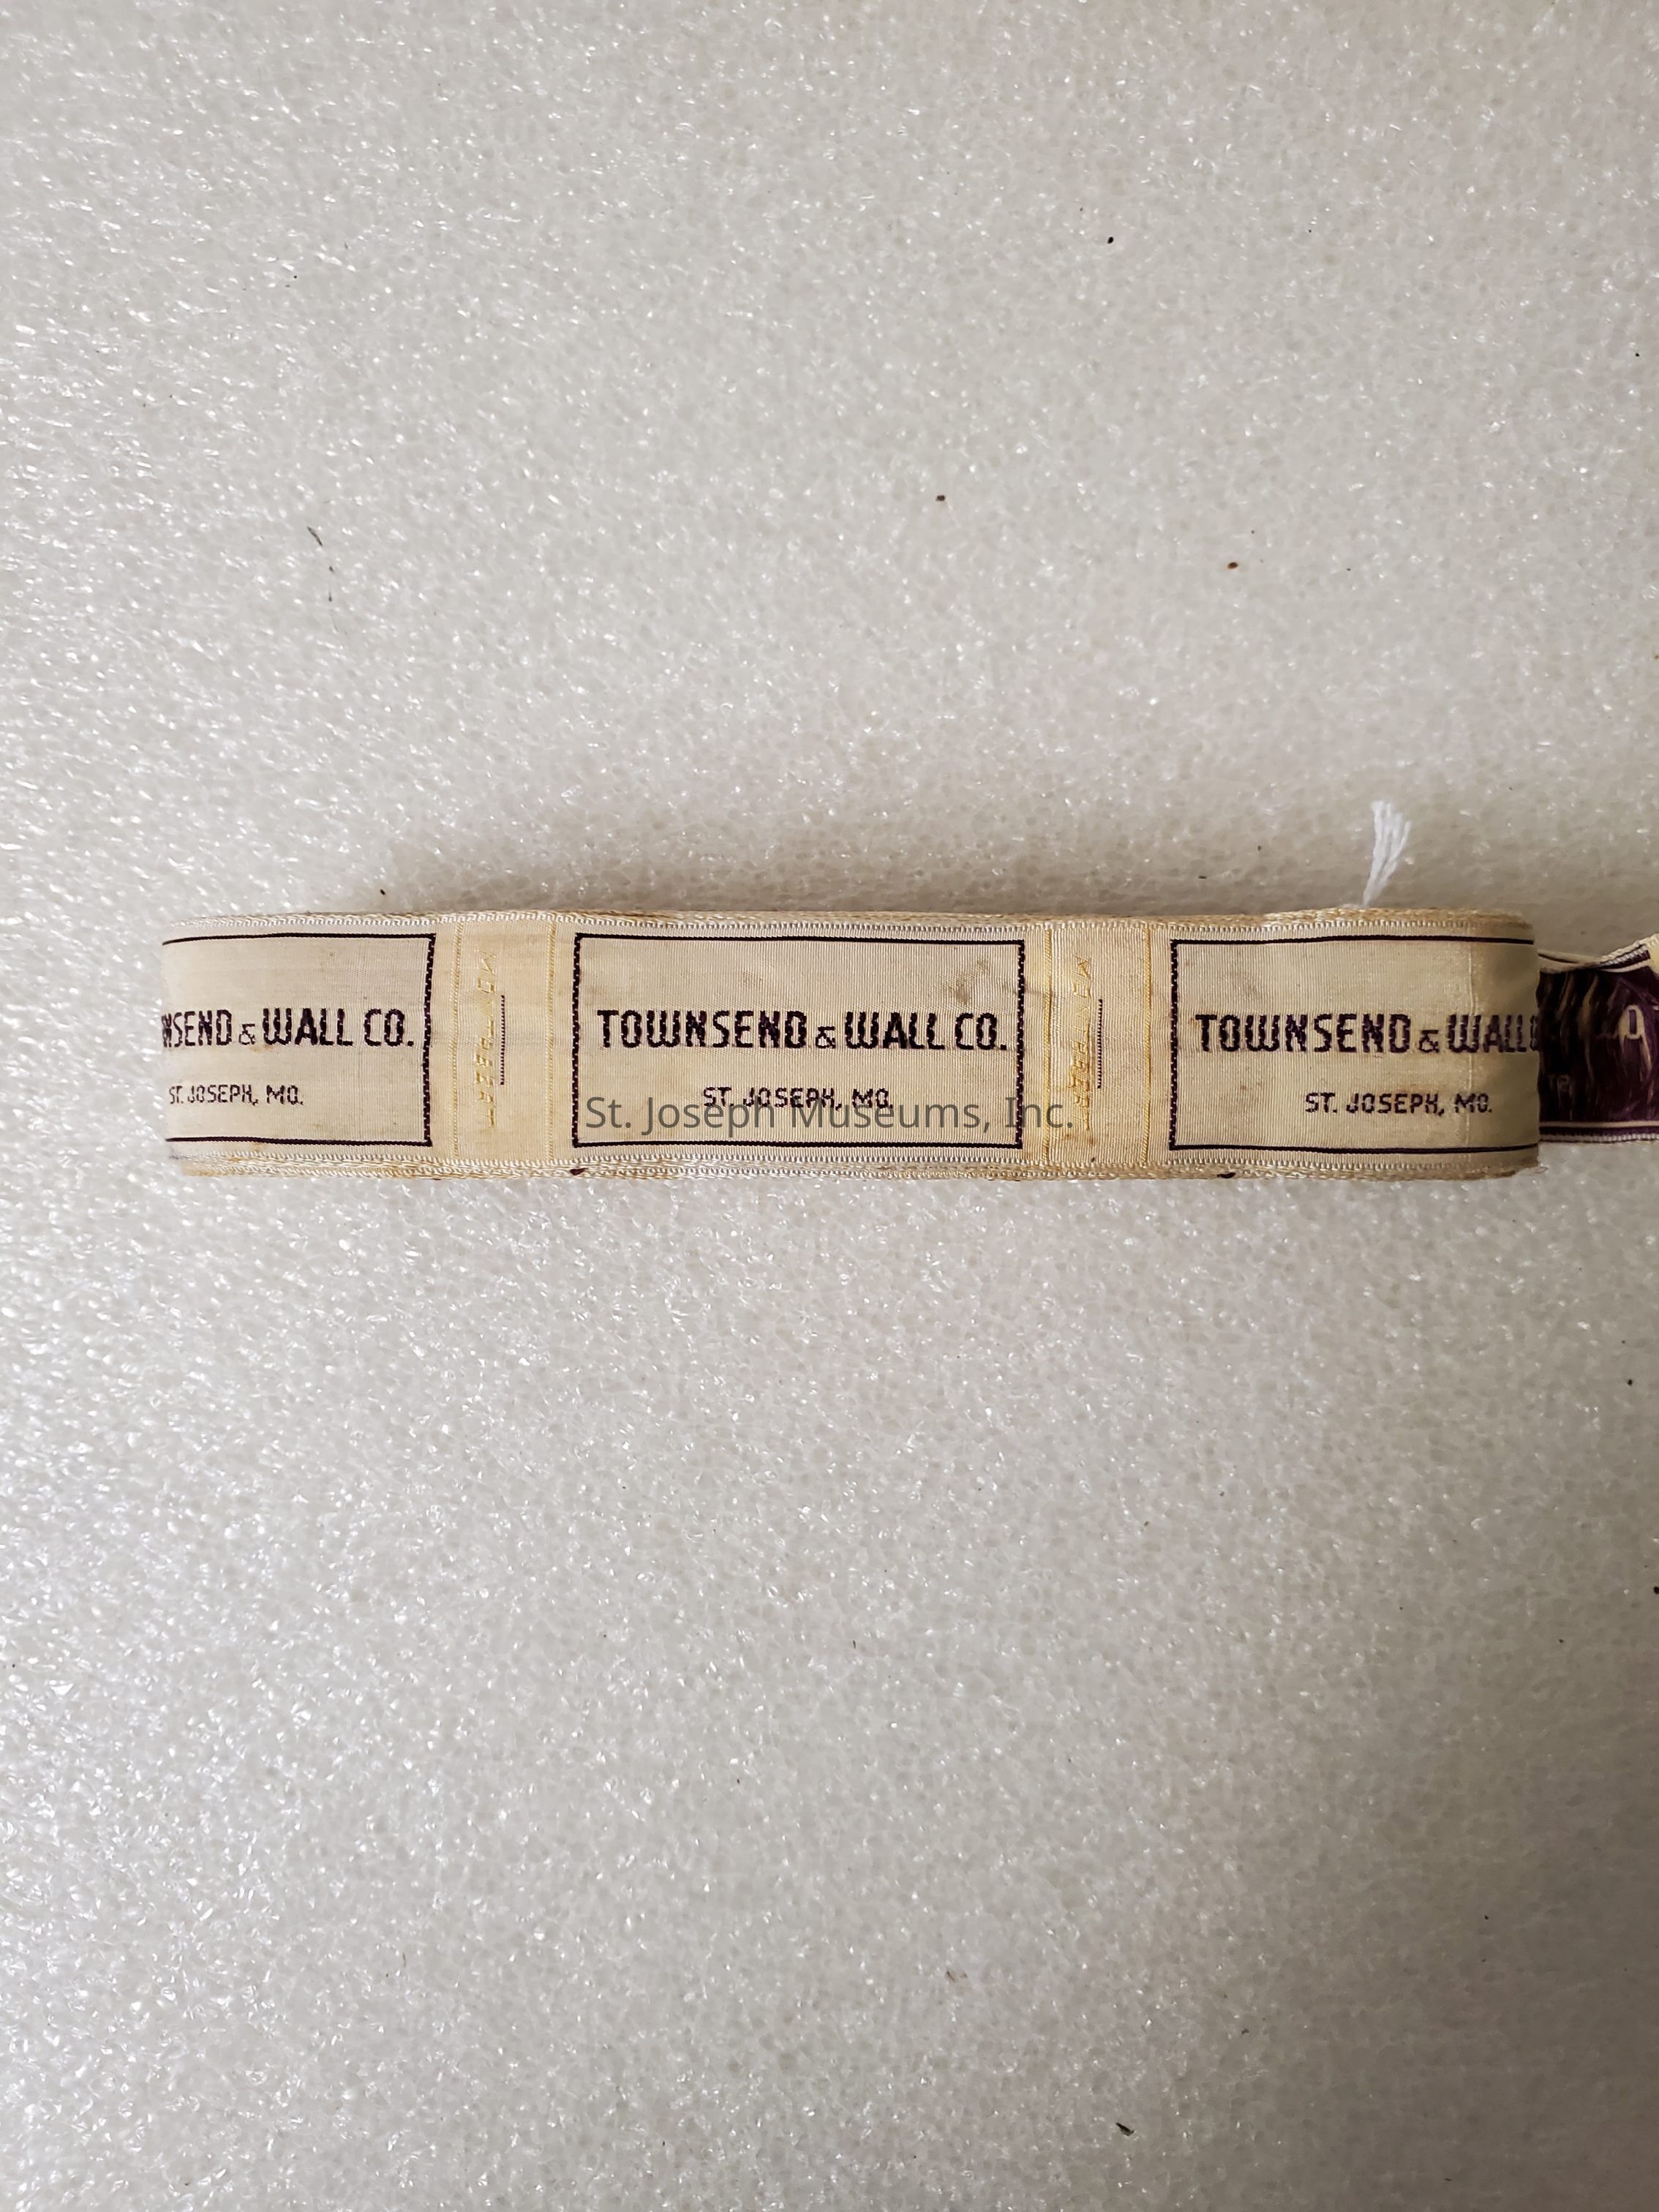 NSEND & WALL CO.
ST. JOSEPH, MO.
TOWNSEND & WALL CO.
ST. JOSEPH, MO.
TOWNSEND & WALL
ST. JOSEPH, MO.
St. Joseph Museums, Inc.